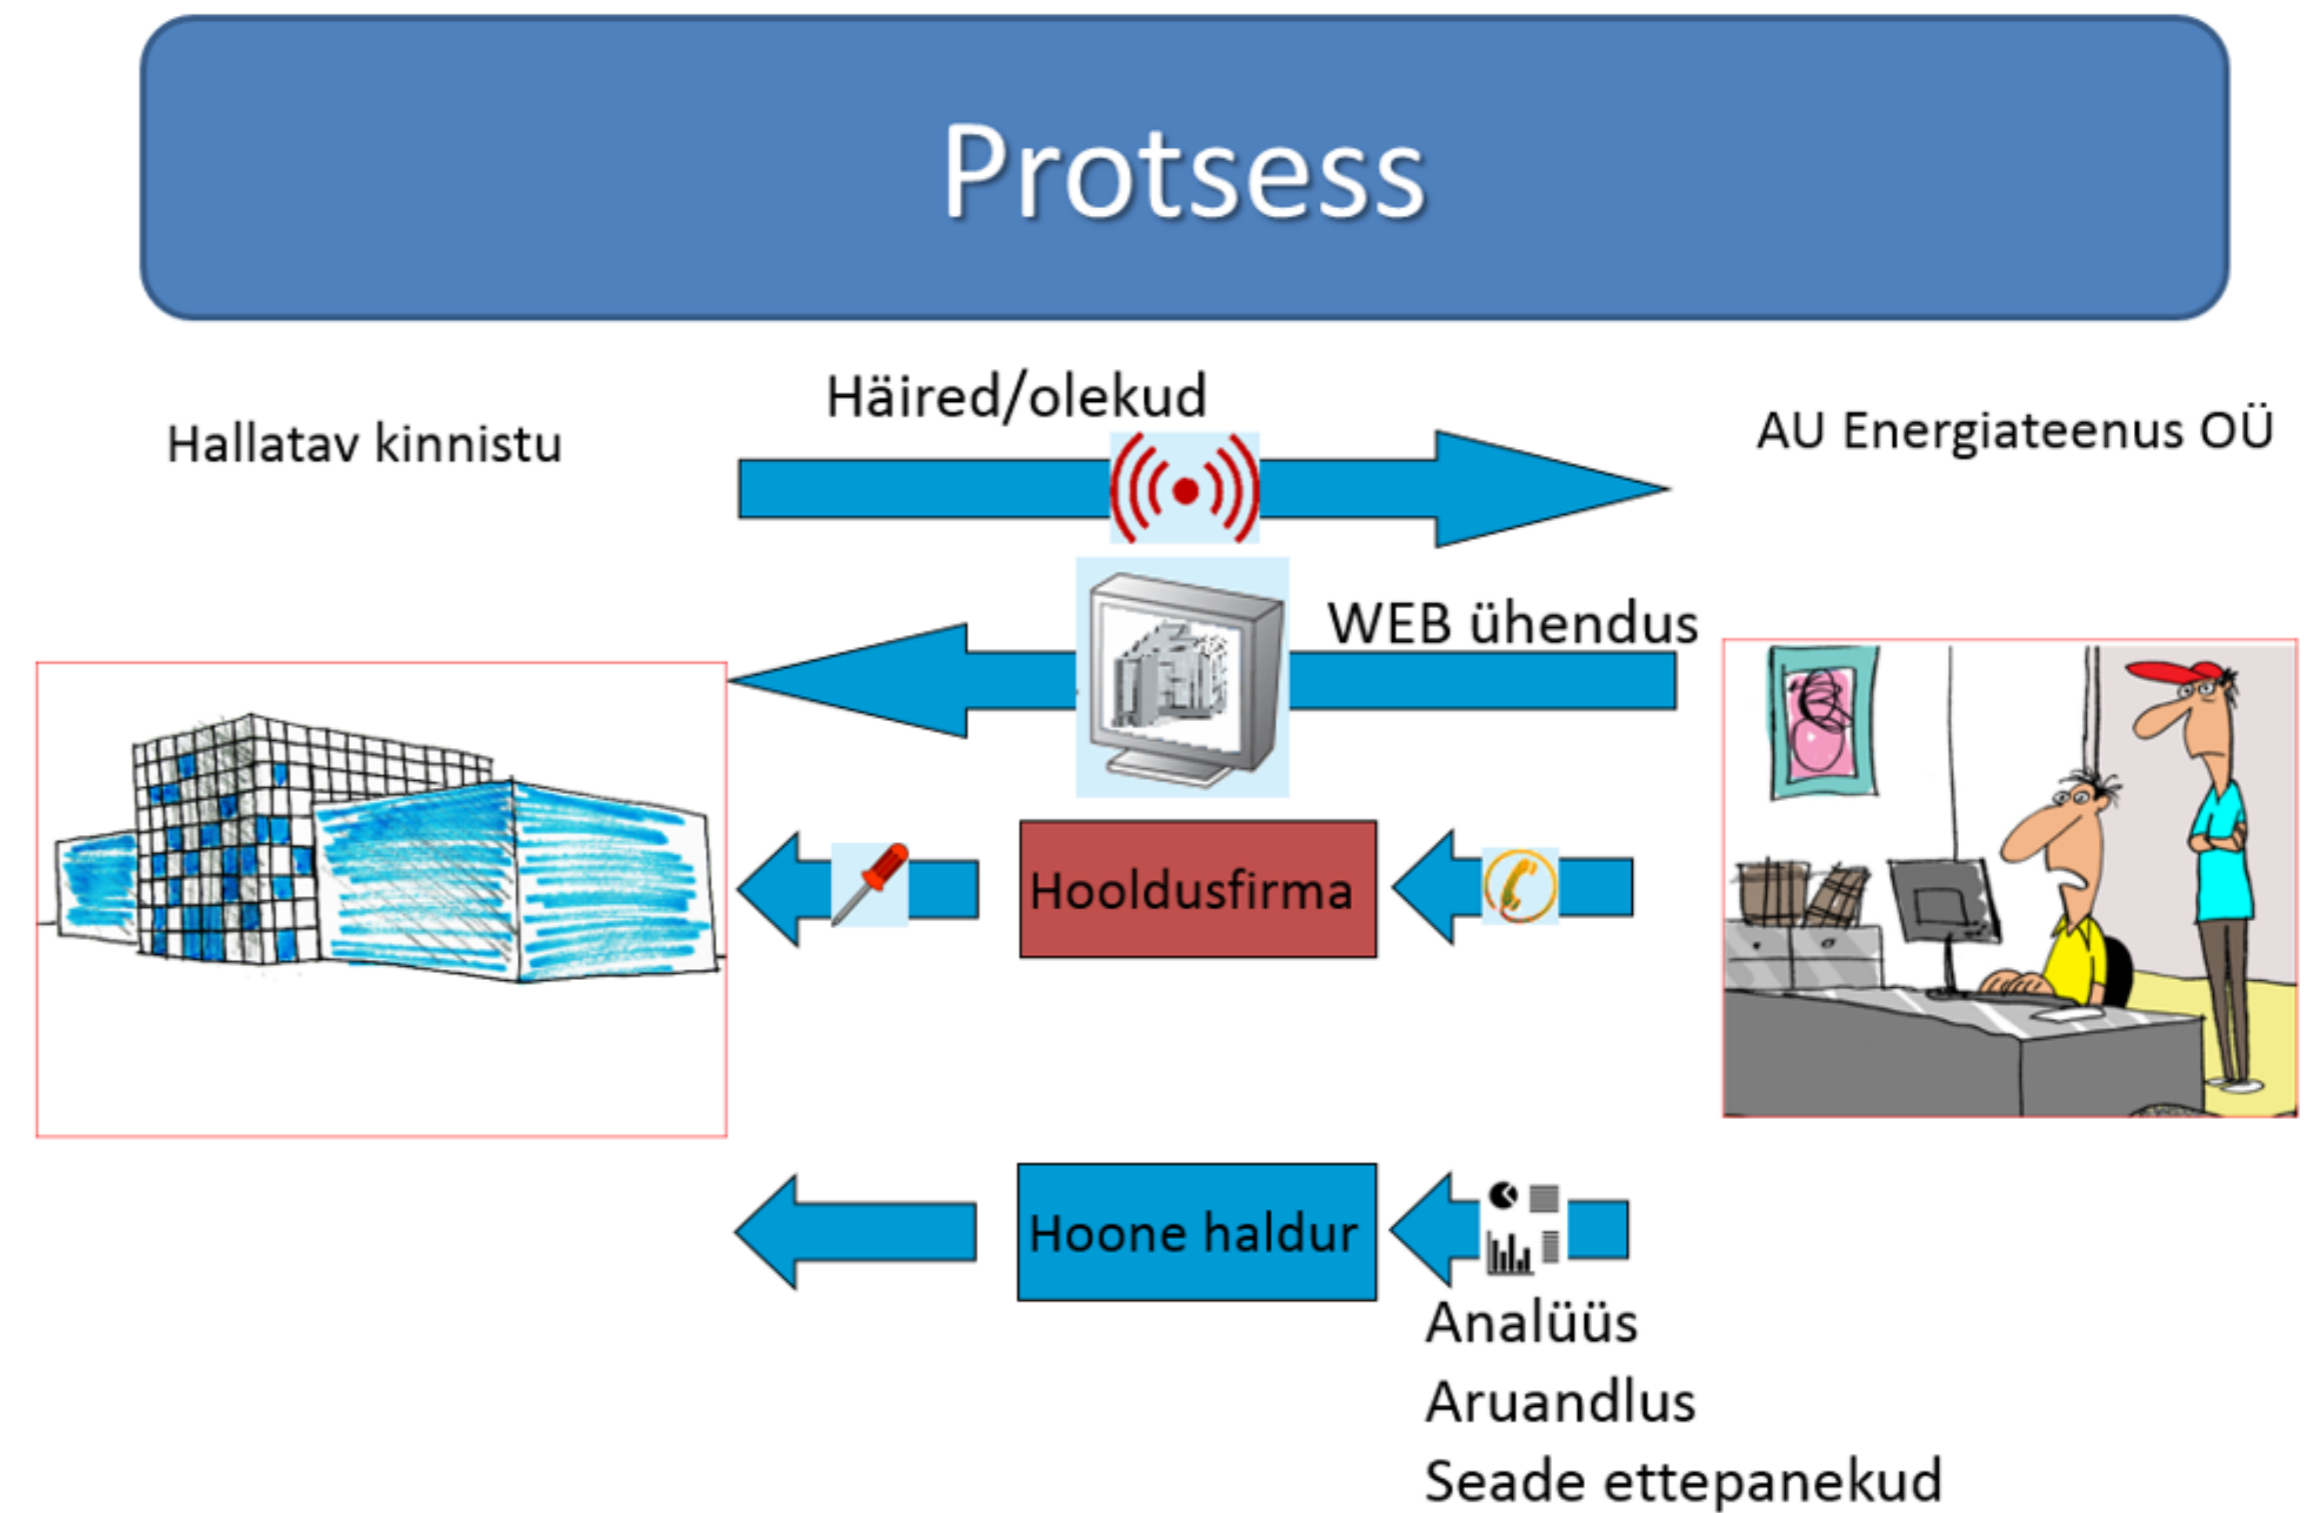 Protsess
Häired/olekud
Hallatav kinnistu
AU Energiateenus OÜ
WEB ühendus
Hooldusfirma
Hoone haldur
Analüüs
Aruandlus
Seade ettepanekud